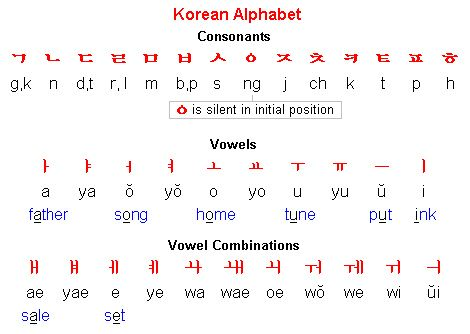 Korean Alphabet
Consonants
ㄱ ㄴ ㄷ ㄹ ㅁ ㅂ ㅅ ㅇ ㅈ ㅊ ㅋ ㅌ ㅍ ㅎ
g,k n d,t r, l m b,p s ng j ch k t p h
ㅇ is silent in initial position
Vowels
ㅏ ㅑ ㅓ ㅕ ㅗ ㅛ ㅜ ㅠ ㅡ ㅣ
a ya ŏ yŏ o yo u yu ŭ i
father song home tune put ink
Vowel Combinations
ㅐ ㅒ ㅔ ㅖ ㅘ ㅙ ㅚ ㅝ ㅞ ㅟ ㅢ
ae yae e ye wa wae oe wŏ we wi ŭi
sale set